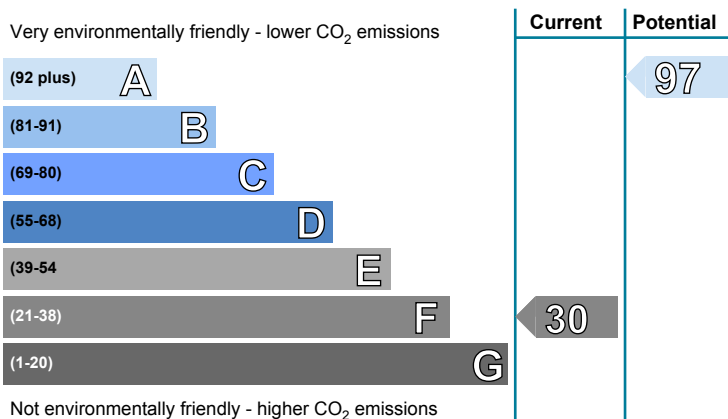 Current Potential
Very environmentally friendly - lower CO2 emissions
(92 plus) A 97
(81-91) B
(69-80) C
(55-68) D
(39-54 E
(21-38) F 30
(1-20) G
Not environmentally friendly - higher CO2 emissions